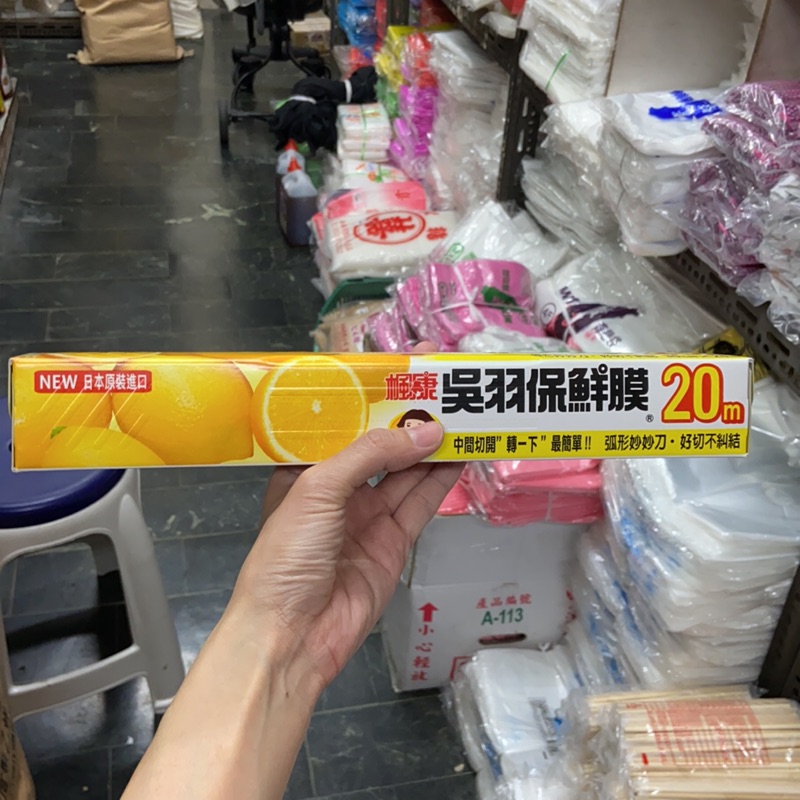 NEW 日本原裝進口
楓康 吳羽保鮮膜® 20m
中間切開"轉一下"最簡單!! 弧形妙妙刀・好切不糾結
產品編號
A-113
小心輕放